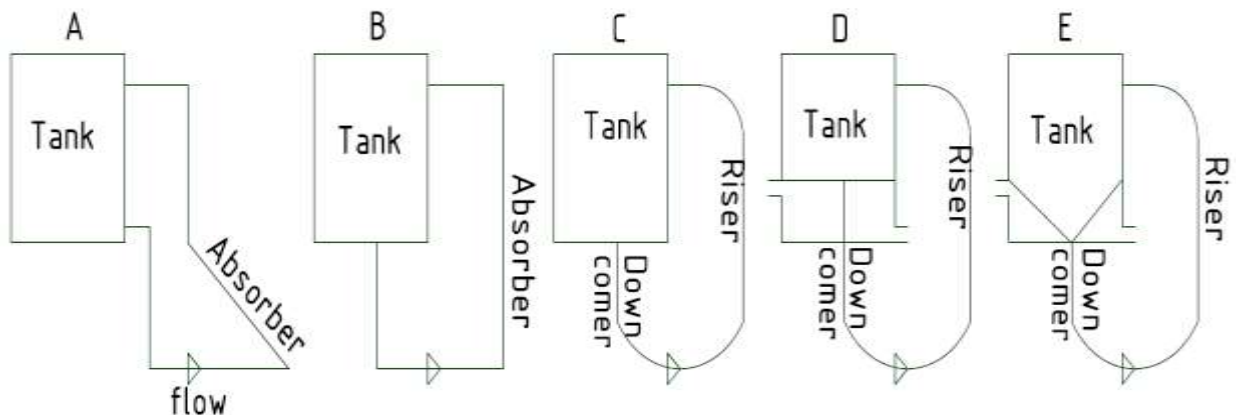 A
B
C
D
E
Tank
Tank
Tank
Tank
Tank
Absorber
Absorber
Riser
Riser
Riser
Down
comer
Down
comer
Down
comer
flow